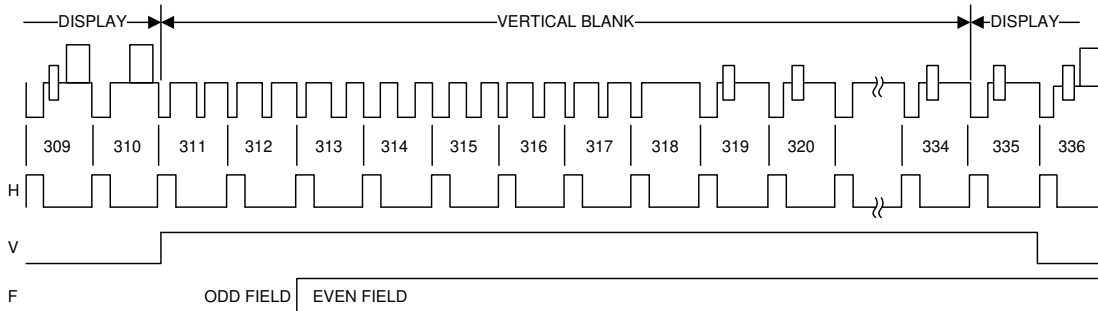 DISPLAY VERTICAL BLANK DISPLAY
309 310 311 312 313 314 315 316 317 318 319 320 334 335 336
H
V
F ODD FIELD EVEN FIELD